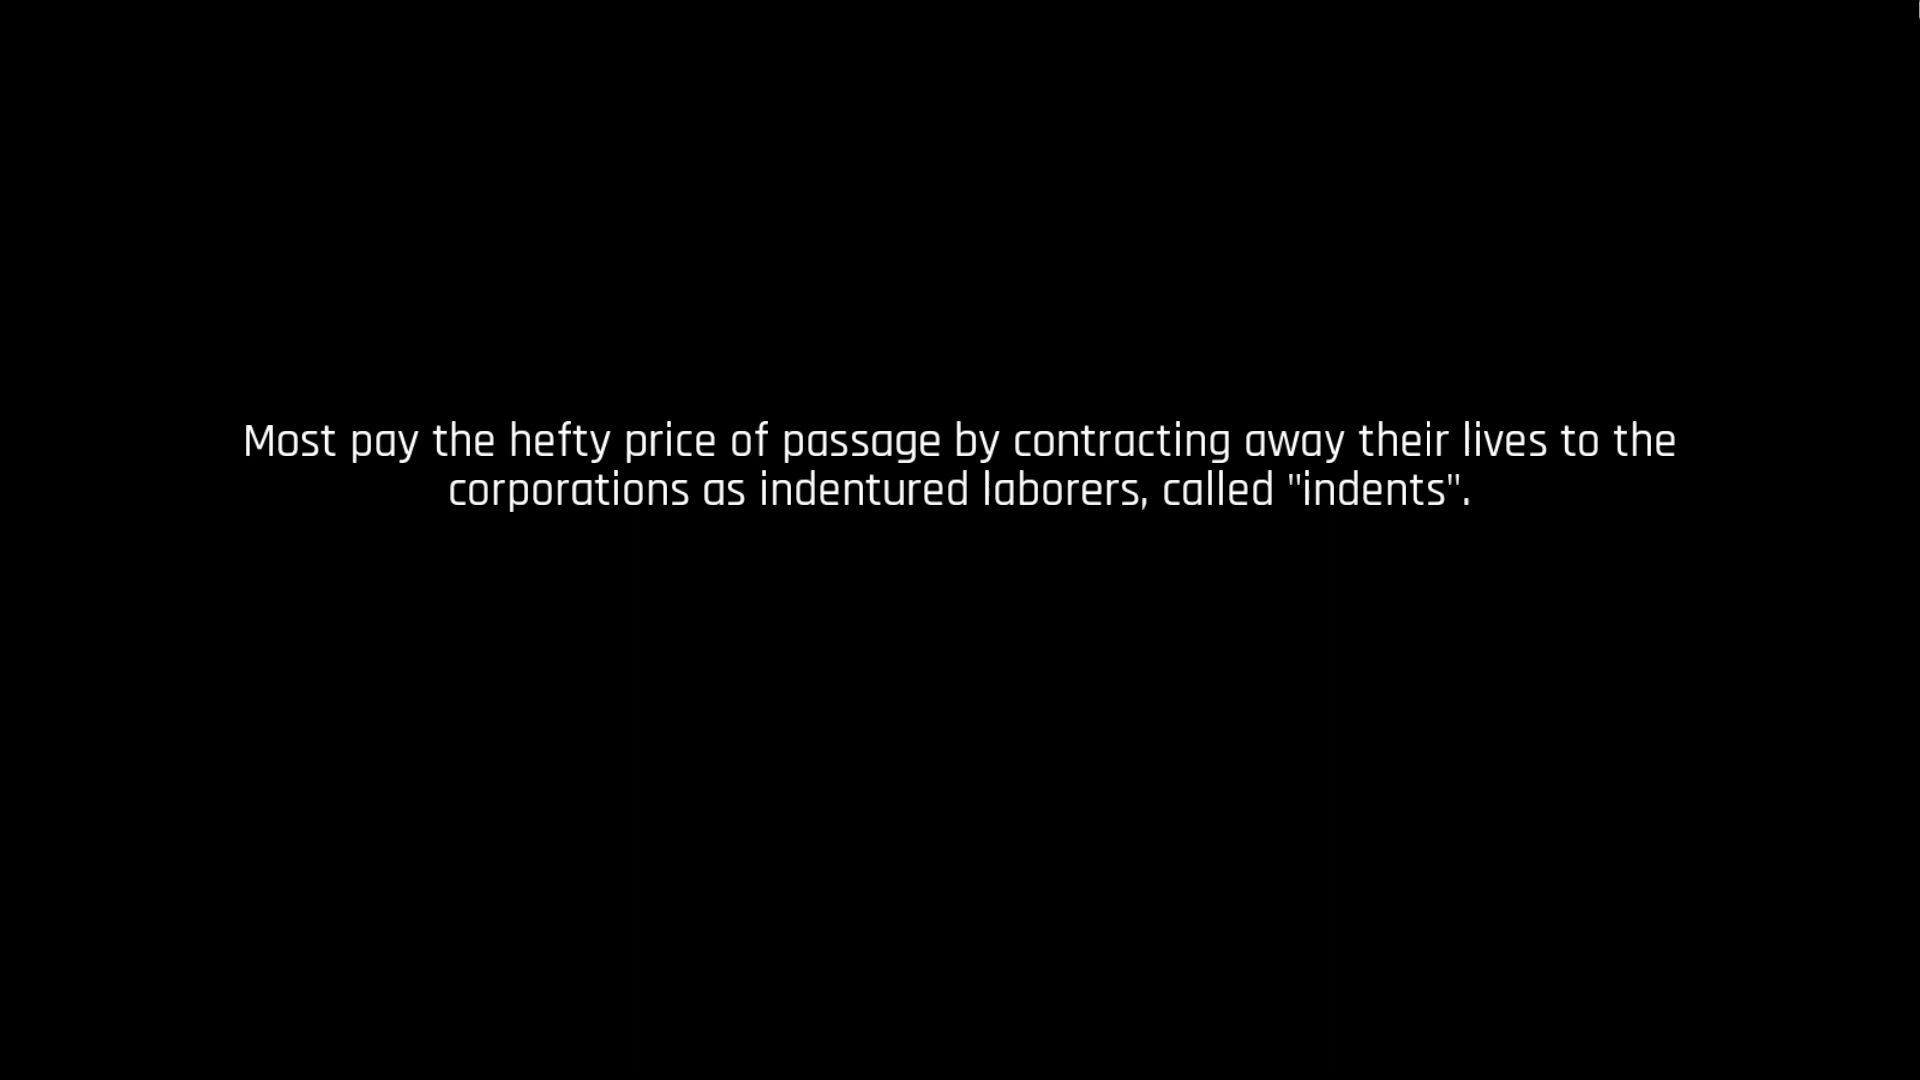 Most pay the hefty price of passage by contracting away their lives to the
corporations as indentured laborers, called "indents".